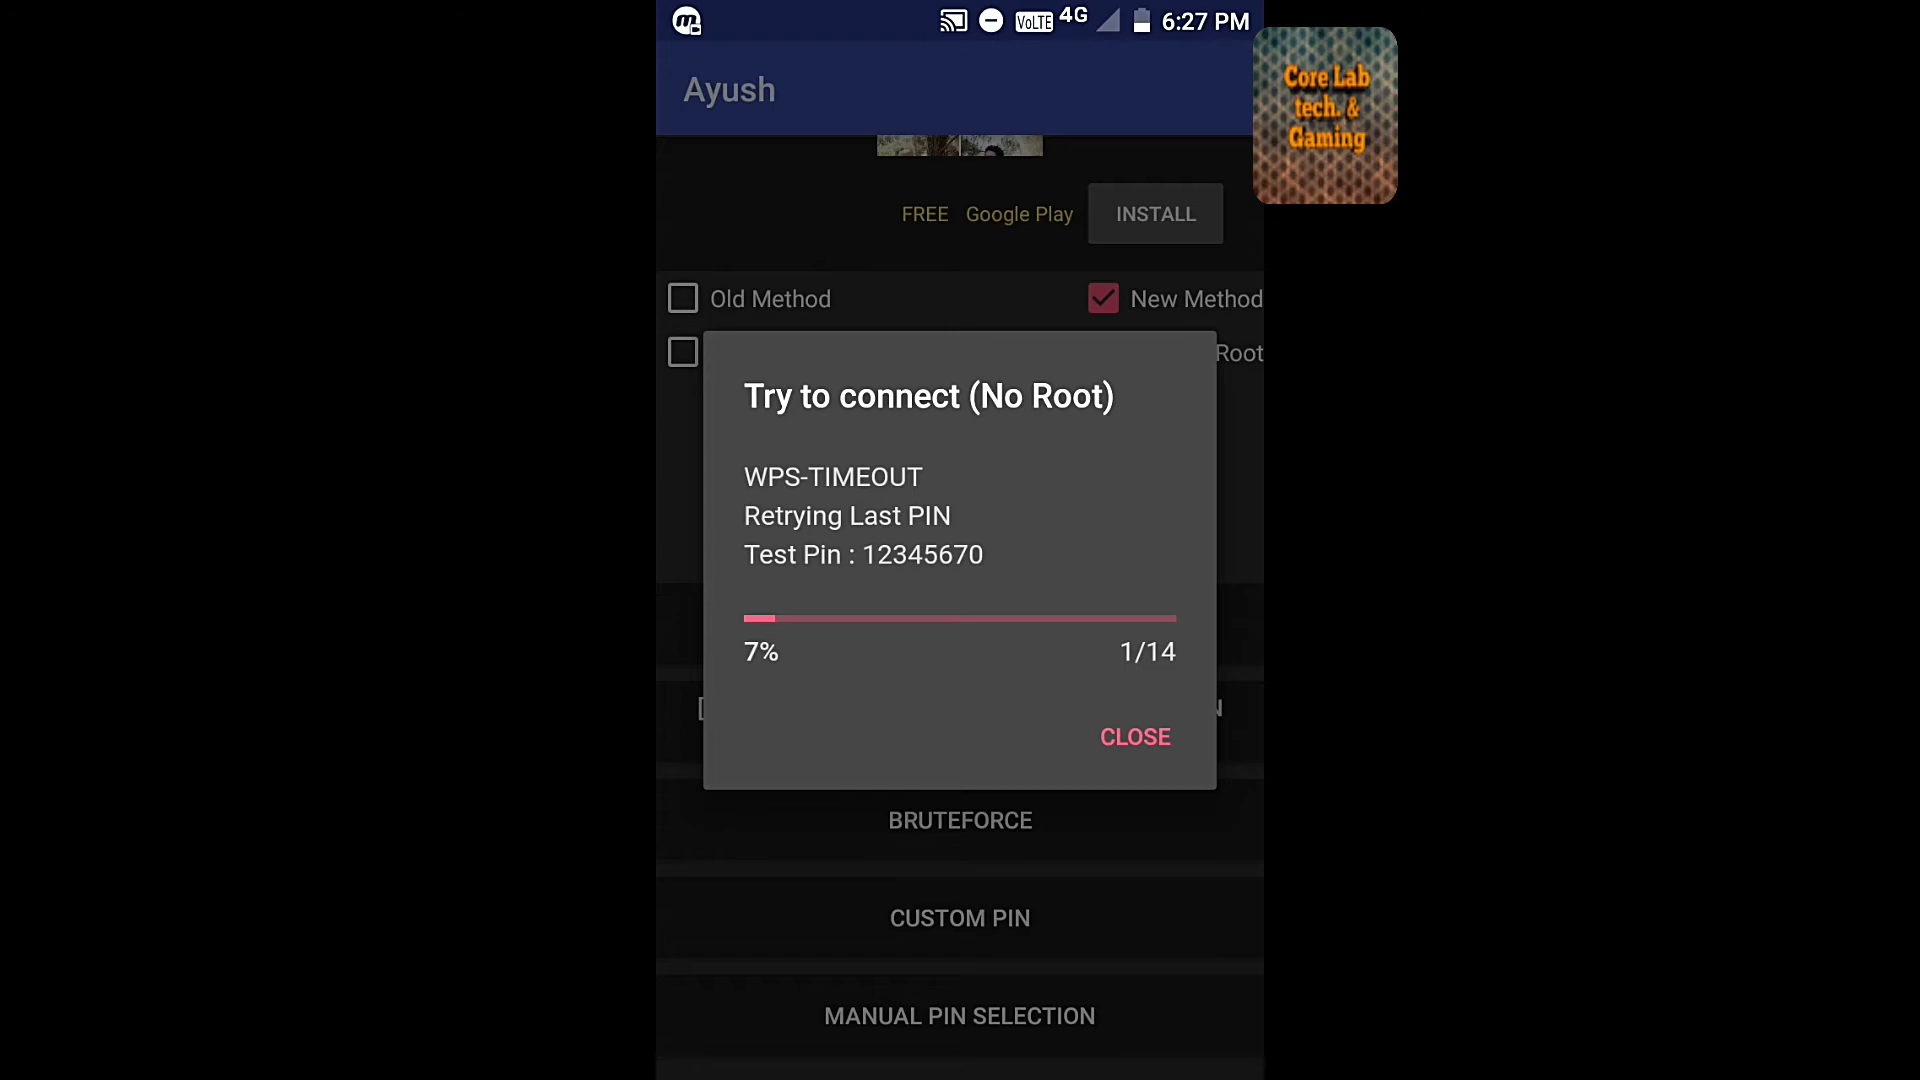 VoLTE 4G 6:27 PM
Ayush
Core Lab
tech. &
Gaming
FREE Google Play INSTALL
Old Method New Method
Root
Try to connect (No Root)
WPS-TIMEOUT
Retrying Last PIN
Test Pin : 12345670
7% 1/14
CLOSE
BRUTEFORCE
CUSTOM PIN
MANUAL PIN SELECTION